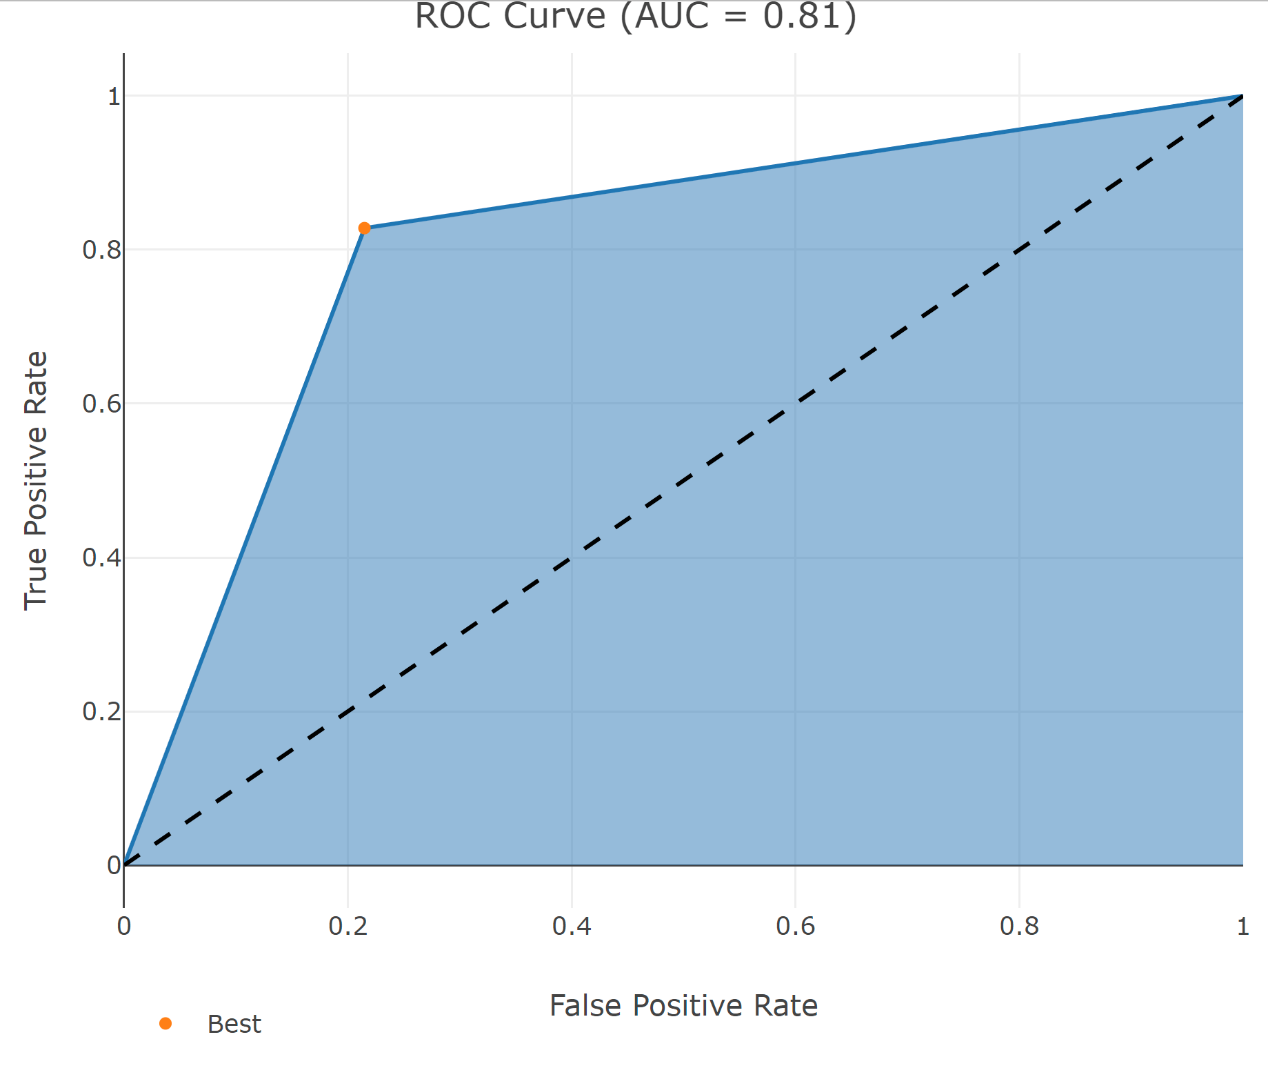 ROC Curve (AUC = 0.81)
True Positive Rate
1
0.8
0.6
0.4
0.2
0
0 0.2 0.4 0.6 0.8 1
False Positive Rate
Best